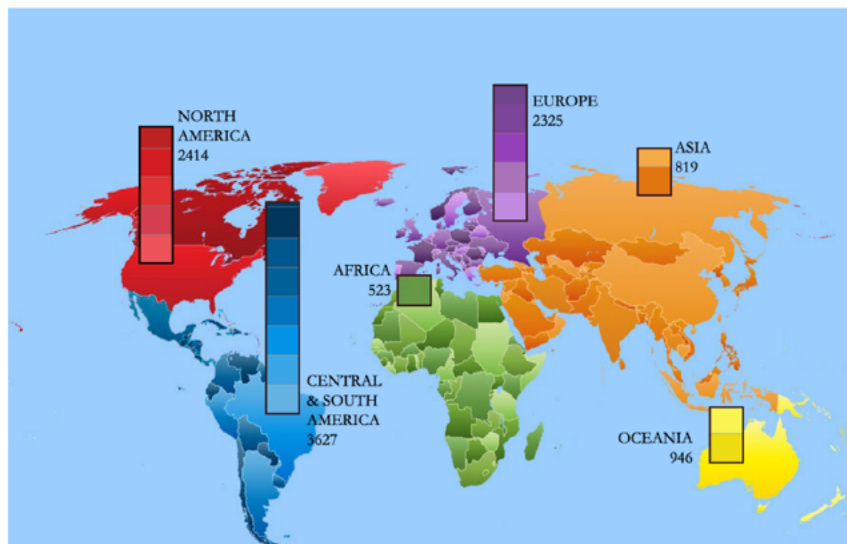 NORTH
AMERICA
2414
EUROPE
2325
ASIA
819
AFRICA
523
CENTRAL
& SOUTH
AMERICA
3627
OCEANIA
946